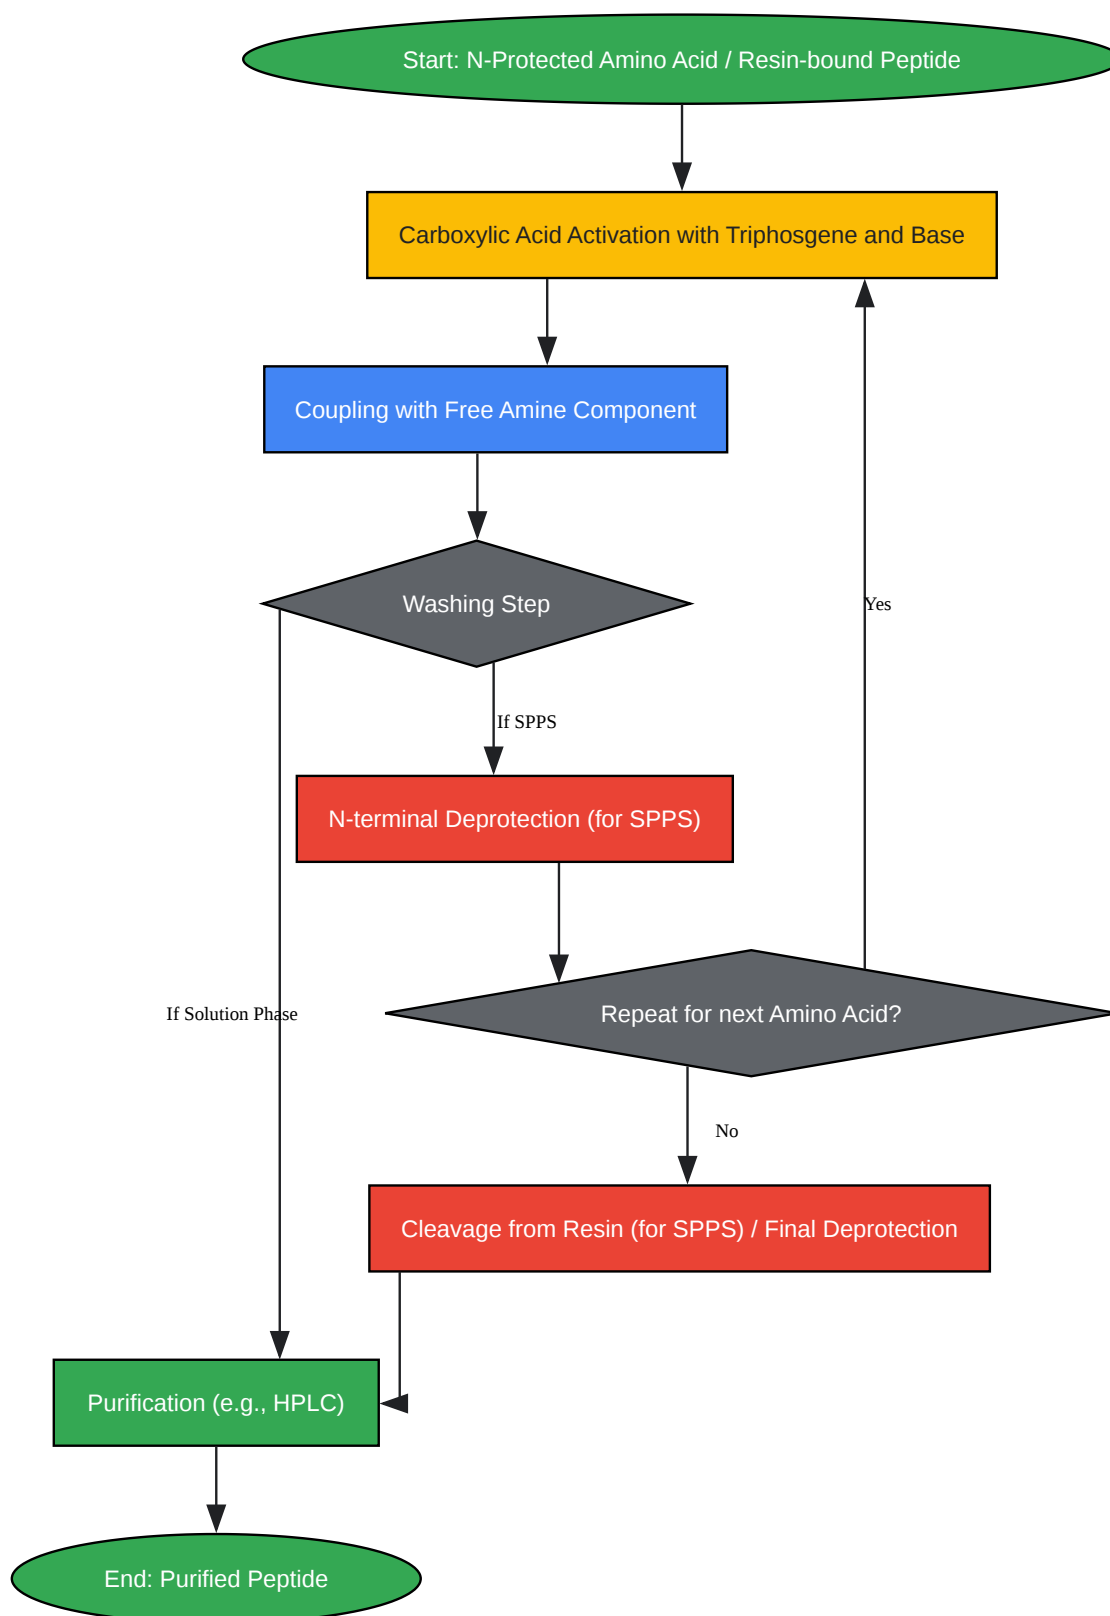 Start: N-Protected Amino Acid / Resin-bound Peptide
Carboxylic Acid Activation with Triphosgene and Base
Coupling with Free Amine Component
Washing Step
Yes
If SPPS
N-terminal Deprotection (for SPPS)
If Solution Phase
Repeat for next Amino Acid?
No
Cleavage from Resin (for SPPS) / Final Deprotection
Purification (e.g., HPLC)
End: Purified Peptide